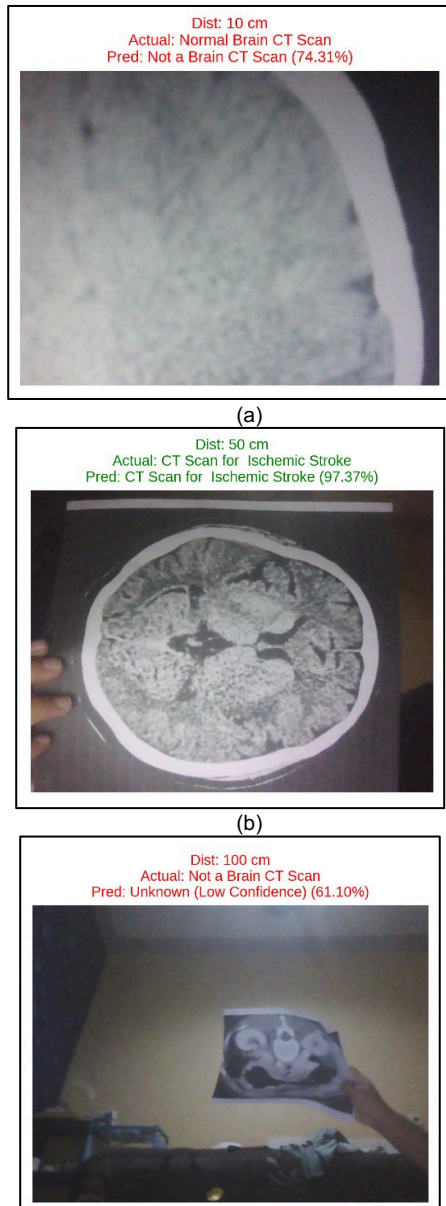 Dist: 10 cm
Actual: Normal Brain CT Scan
Pred: Not a Brain CT Scan (74.31%)
(a)
Dist: 50 cm
Actual: CT Scan for Ischemic Stroke
Pred: CT Scan for Ischemic Stroke (97.37%)
(b)
Dist: 100 cm
Actual: Not a Brain CT Scan
Pred: Unknown (Low Confidence) (61.10%)